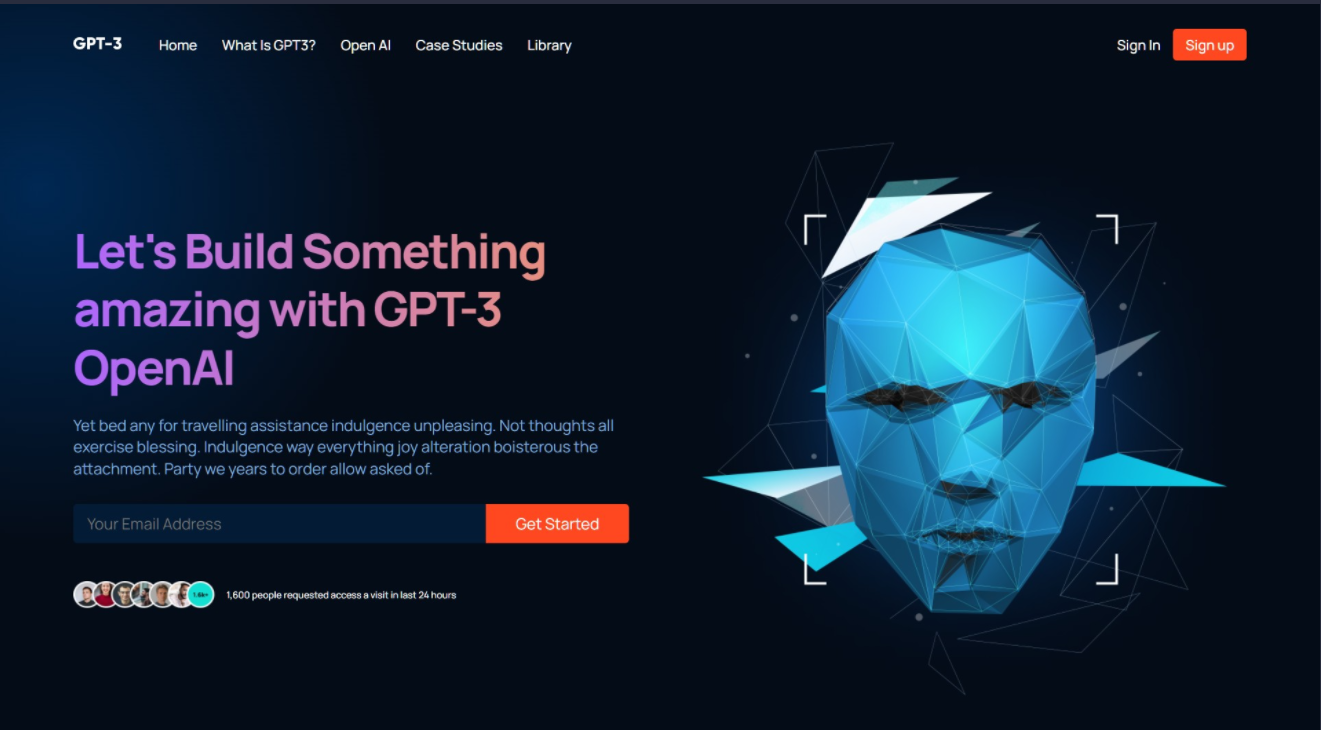 GPT-3
Home
What Is GPT3?
Open AI
Case Studies
Library
Sign In
Sign up
Let's Build Something
amazing with GPT-3
OpenAI
Yet bed any for travelling assistance indulgence unpleasing. Not thoughts all
exercise blessing. Indulgence way everything joy alteration boisterous the
attachment. Party we years to order allow asked of.
Your Email Address
Get Started
1.6k+
1,600 people requested access a visit in last 24 hours